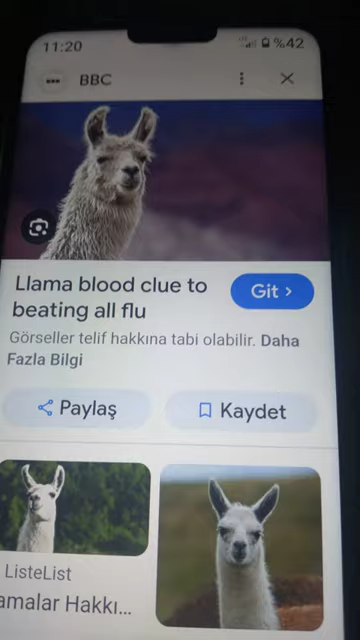 11:20
%42
BBC
Llama blood clue to
beating all flu
Git >
Görseller telif hakkına tabi olabilir. Daha
Fazla Bilgi
Paylaş
Kaydet
ListeList
amalar Hakkı...